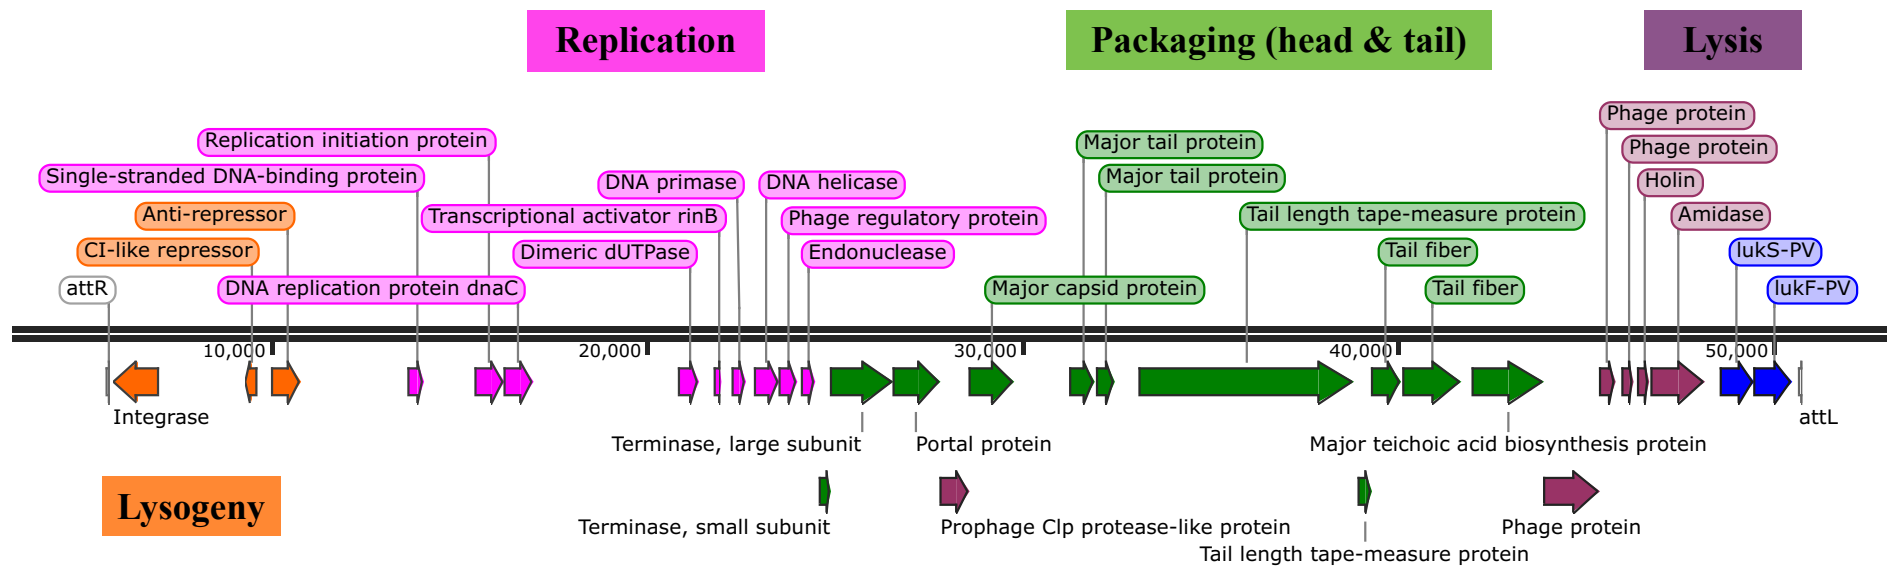 Replication
Packaging (head & tail)
Lysis
Phage protein
Replication initiation protein
Major tail protein
Phage protein
Single-stranded DNA-binding protein
DNA primase
DNA helicase
Major tail protein
Holin
Anti-repressor
Transcriptional activator rinB
Phage regulatory protein
Tail length tape-measure protein
Amidase
CI-like repressor
Dimeric dUTPase
Endonuclease
Tail fiber
lukS-PV
attR
DNA replication protein dnaC
Major capsid protein
Tail fiber
lukF-PV
10,000
20,000
30,000
40,000
50,000
Integrase
attL
Terminase, large subunit
Portal protein
Major teichoic acid biosynthesis protein
Lysogeny
Terminase, small subunit
Prophage Clp protease-like protein
Phage protein
Tail length tape-measure protein